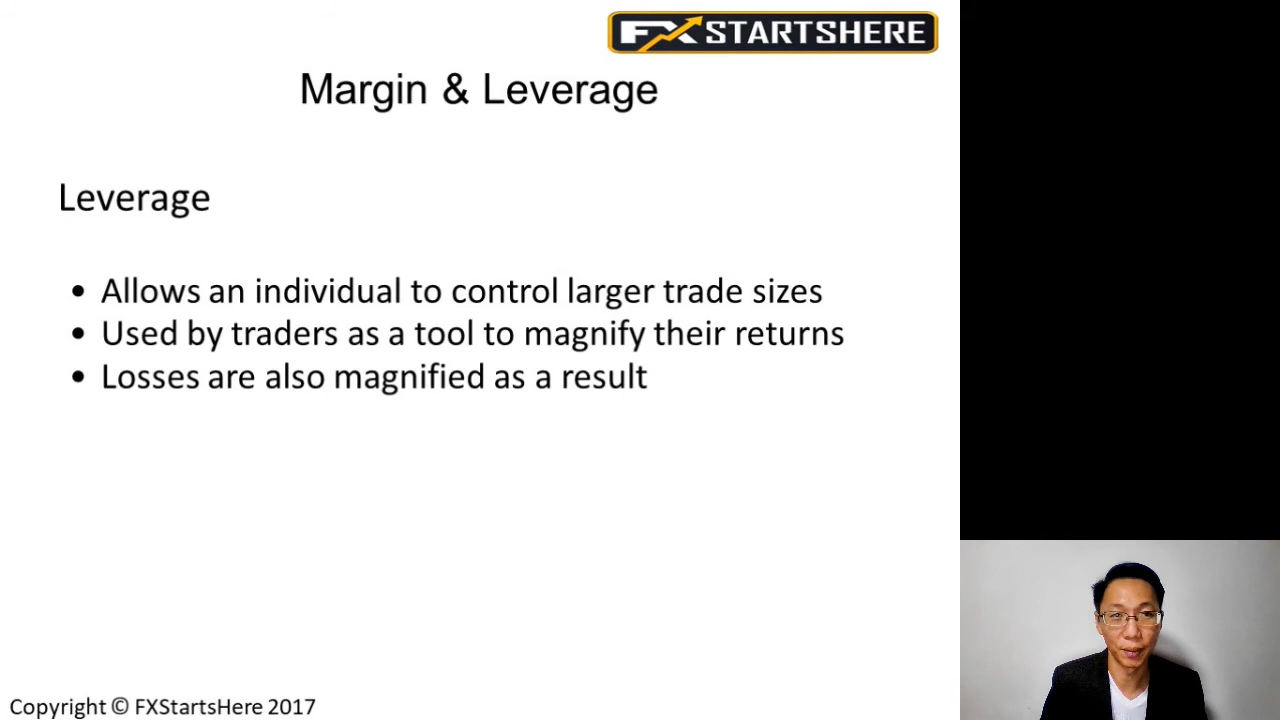 FX STARTSHERE
Margin & Leverage
Leverage
• Allows an individual to control larger trade sizes
• Used by traders as a tool to magnify their returns
• Losses are also magnified as a result
Copyright © FXStartsHere 2017